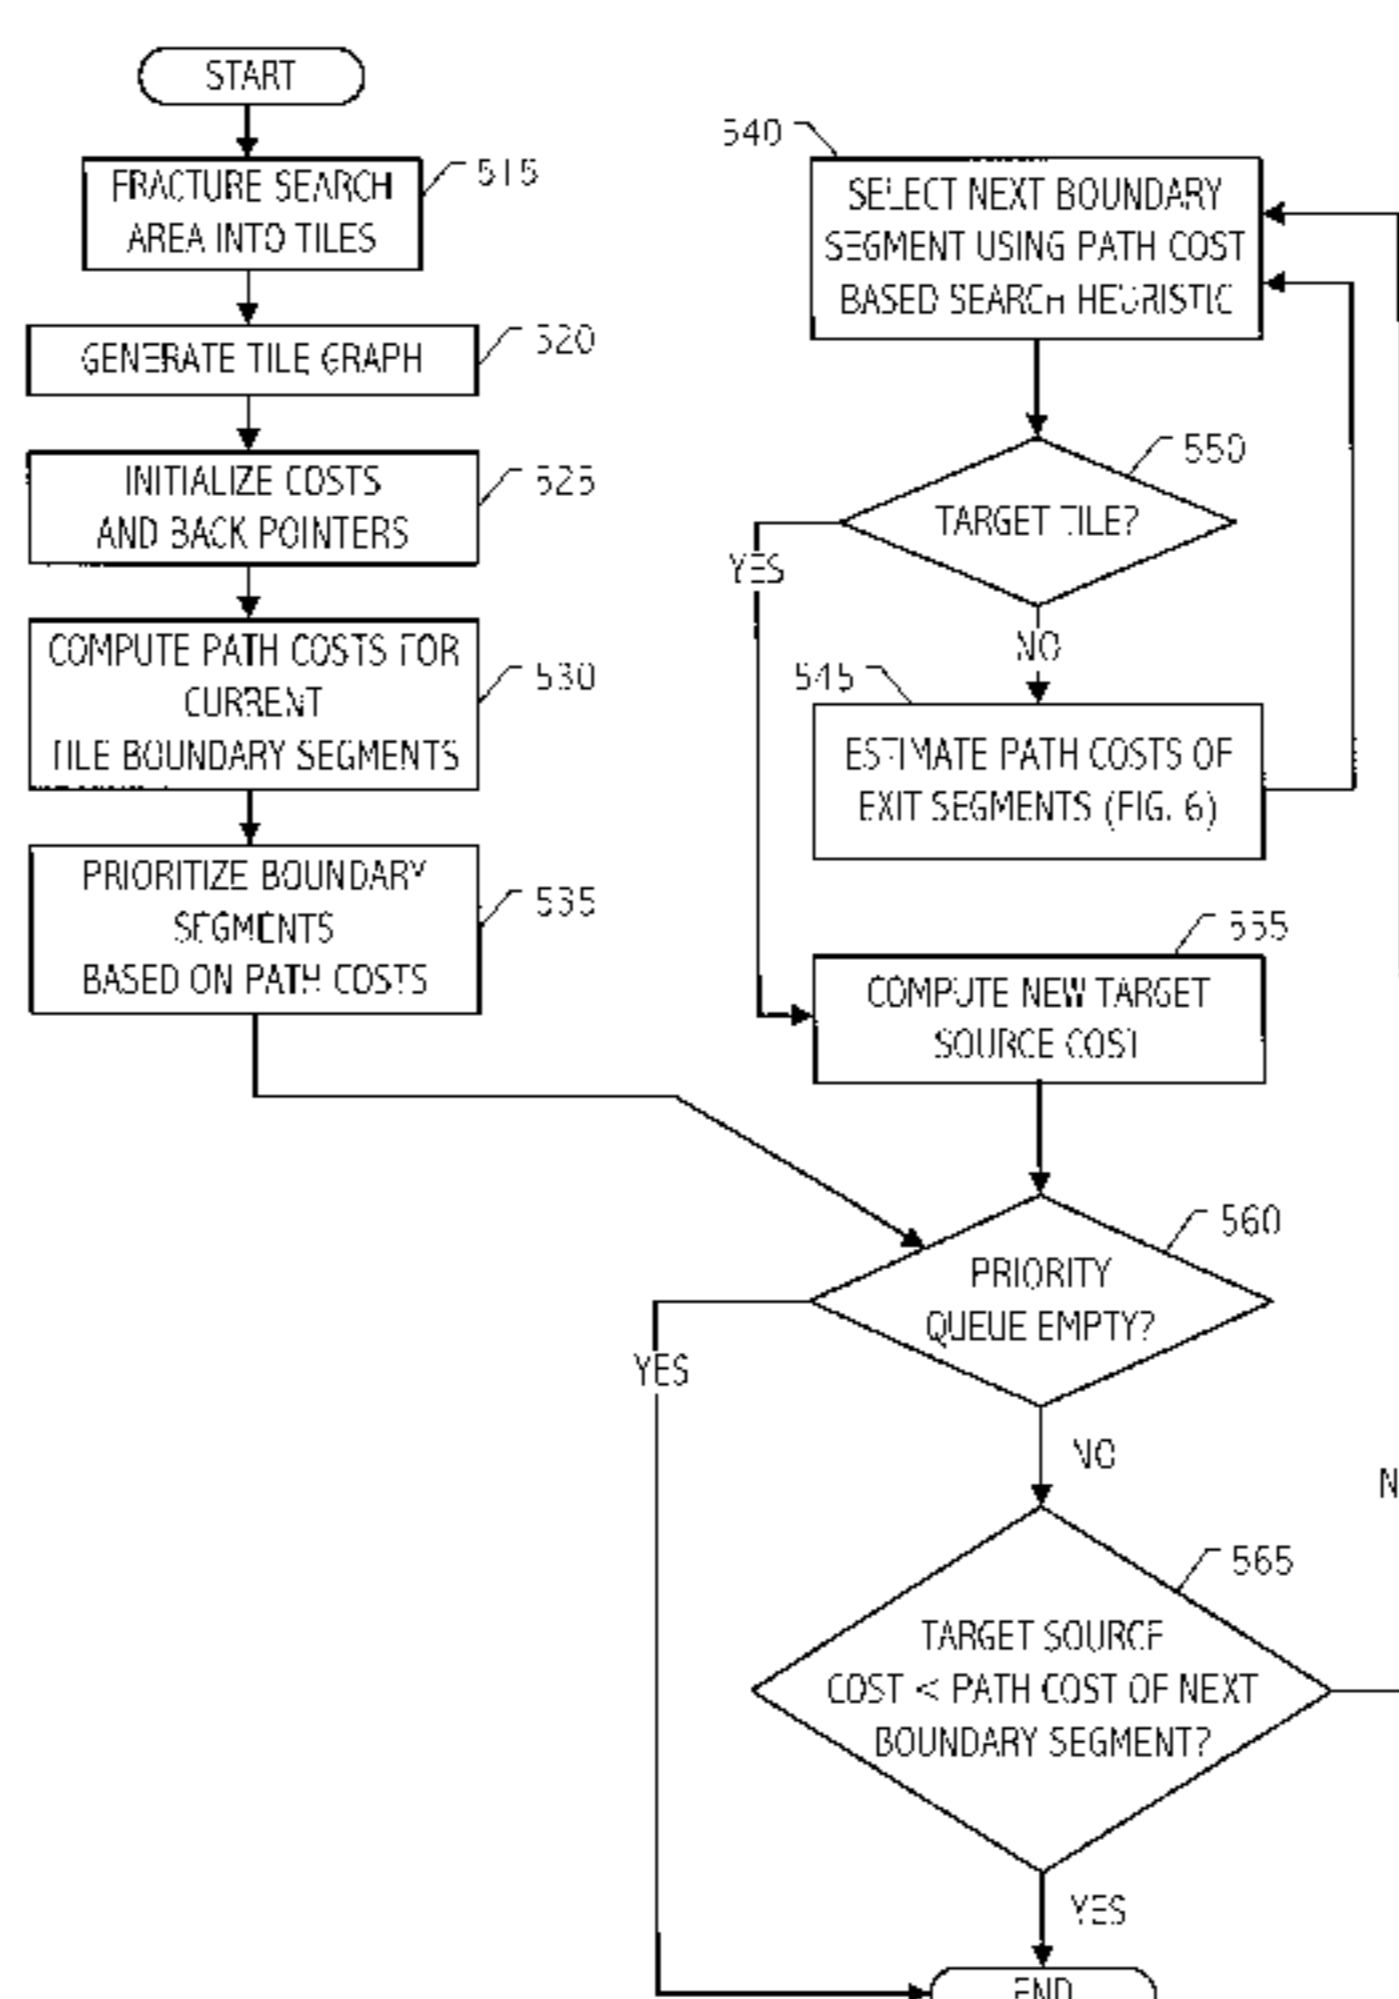 START
FRACTURE SEARCH
AREA INTO TILES
515
GENERATE TILE GRAPH
520
INITIALIZE COSTS
AND BACK POINTERS
525
COMPUTE PATH COSTS FOR
CURRENT
TILE BOUNDARY SEGMENTS
530
PRIORITIZE BOUNDARY
SEGMENTS
BASED ON PATH COSTS
535
540
SELECT NEXT BOUNDARY
SEGMENT USING PATH COST
BASED SEARCH HEURISTIC
550
TARGET TILE?
YES
NO
545
ESTIMATE PATH COSTS OF
EXIT SEGMENTS (FIG. 6)
555
COMPUTE NEW TARGET
SOURCE COST
560
PRIORITY
QUEUE EMPTY?
YES
NO
N
565
TARGET SOURCE
COST < PATH COST OF NEXT
BOUNDARY SEGMENT?
YES
END